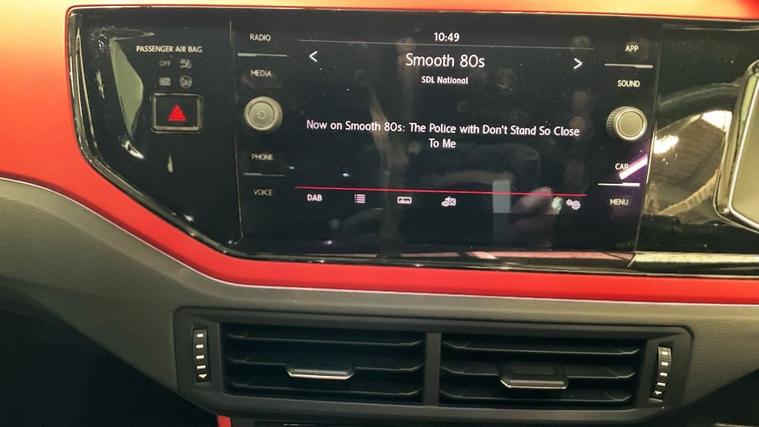 PASSENGER AIR BAG
OFF
RADIO
MEDIA
PHONE
VOICE
10:49
< Smooth 80s >
SDL National
Now on Smooth 80s: The Police with Don't Stand So Close
To Me
DAB
APP
SOUND
CAR
MENU